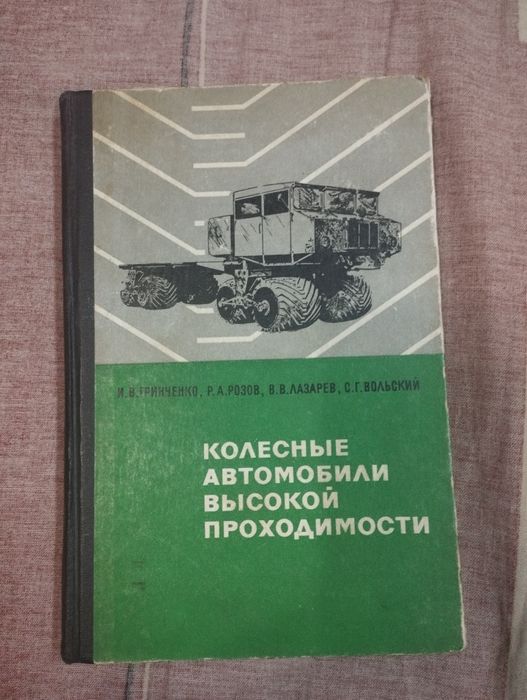 И.В.ГРИНЧЕНКО, Р.А.РОЗОВ, В.В.ЛАЗАРЕВ, С.Г.ВОЛЬСКИЙ
КОЛЕСНЫЕ
АВТОМОБИЛИ
ВЫСОКОЙ
ПРОХОДИМОСТИ